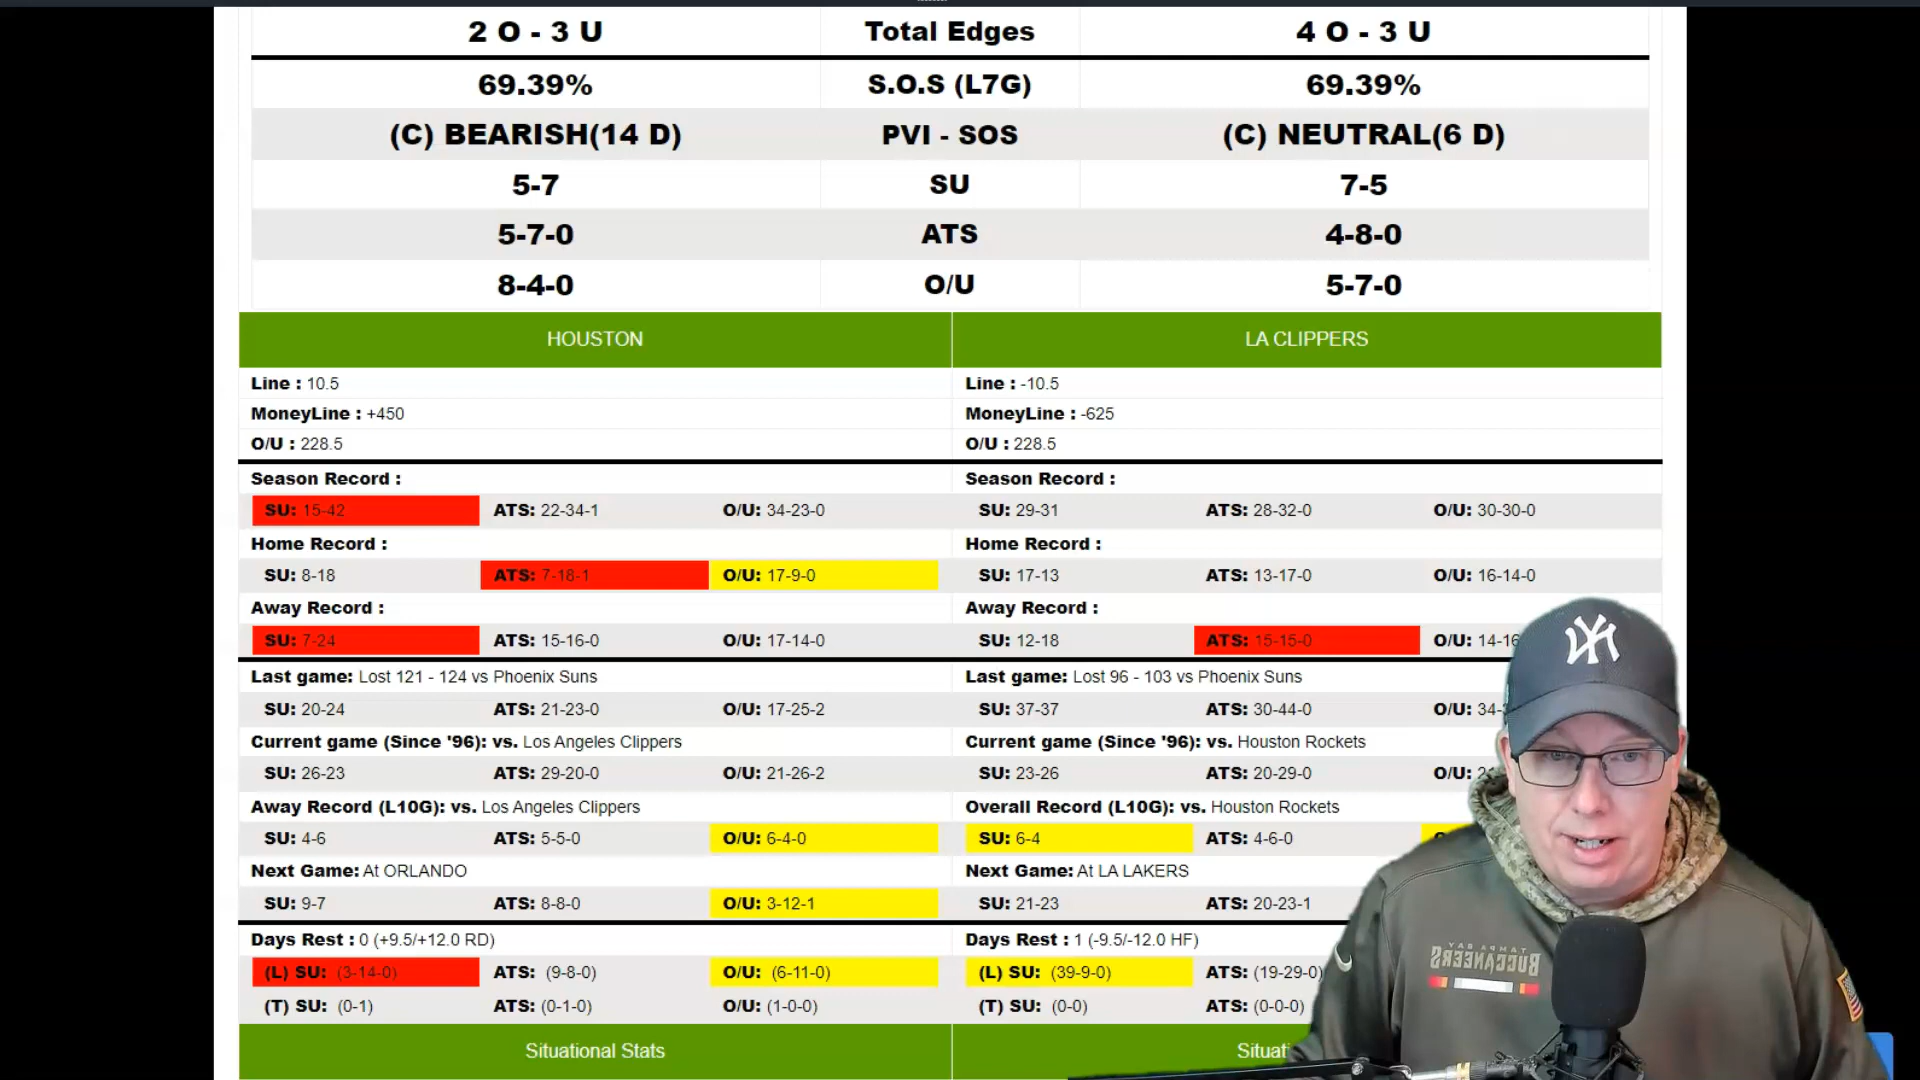 2 O - 3 U Total Edges 4 O - 3 U
69.39% S.O.S (L7G) 69.39%
(C) BEARISH(14 D) PVI - SOS (C) NEUTRAL(6 D)
5-7 SU 7-5
5-7-0 ATS 4-8-0
8-4-0 O/U 5-7-0
HOUSTON LA CLIPPERS
Line : 10.5 Line : -10.5
MoneyLine : +450 MoneyLine : -625
O/U : 228.5 O/U : 228.5
Season Record : Season Record :
SU: 15-42 ATS: 22-34-1 O/U: 34-23-0 SU: 29-31 ATS: 28-32-0 O/U: 30-30-0
Home Record : Home Record :
SU: 8-18 ATS: 7-18-1 O/U: 17-9-0 SU: 17-13 ATS: 13-17-0 O/U: 16-14-0
Away Record : Away Record :
SU: 7-24 ATS: 15-16-0 O/U: 17-14-0 SU: 12-18 ATS: 15-15-0 O/U: 14-16
Last game: Lost 121 - 124 vs Phoenix Suns Last game: Lost 96 - 103 vs Phoenix Suns
SU: 20-24 ATS: 21-23-0 O/U: 17-25-2 SU: 37-37 ATS: 30-44-0 O/U: 34-
Current game (Since '96): vs. Los Angeles Clippers Current game (Since '96): vs. Houston Rockets
SU: 26-23 ATS: 29-20-0 O/U: 21-26-2 SU: 23-26 ATS: 20-29-0 O/U:
Away Record (L10G): vs. Los Angeles Clippers Overall Record (L10G): vs. Houston Rockets
SU: 4-6 ATS: 5-5-0 O/U: 6-4-0 SU: 6-4 ATS: 4-6-0
Next Game: At ORLANDO Next Game: At LA LAKERS
SU: 9-7 ATS: 8-8-0 O/U: 3-12-1 SU: 21-23 ATS: 20-23-1
Days Rest : 0 (+9.5/+12.0 RD) Days Rest : 1 (-9.5/-12.0 HF)
(L) SU: (3-14-0) ATS: (9-8-0) O/U: (6-11-0) (L) SU: (39-9-0) ATS: (19-29-0)
(T) SU: (0-1) ATS: (0-1-0) O/U: (1-0-0) (T) SU: (0-0) ATS: (0-0-0)
Situational Stats Situati
NY
TAMPA BAY
BUCCANEERS